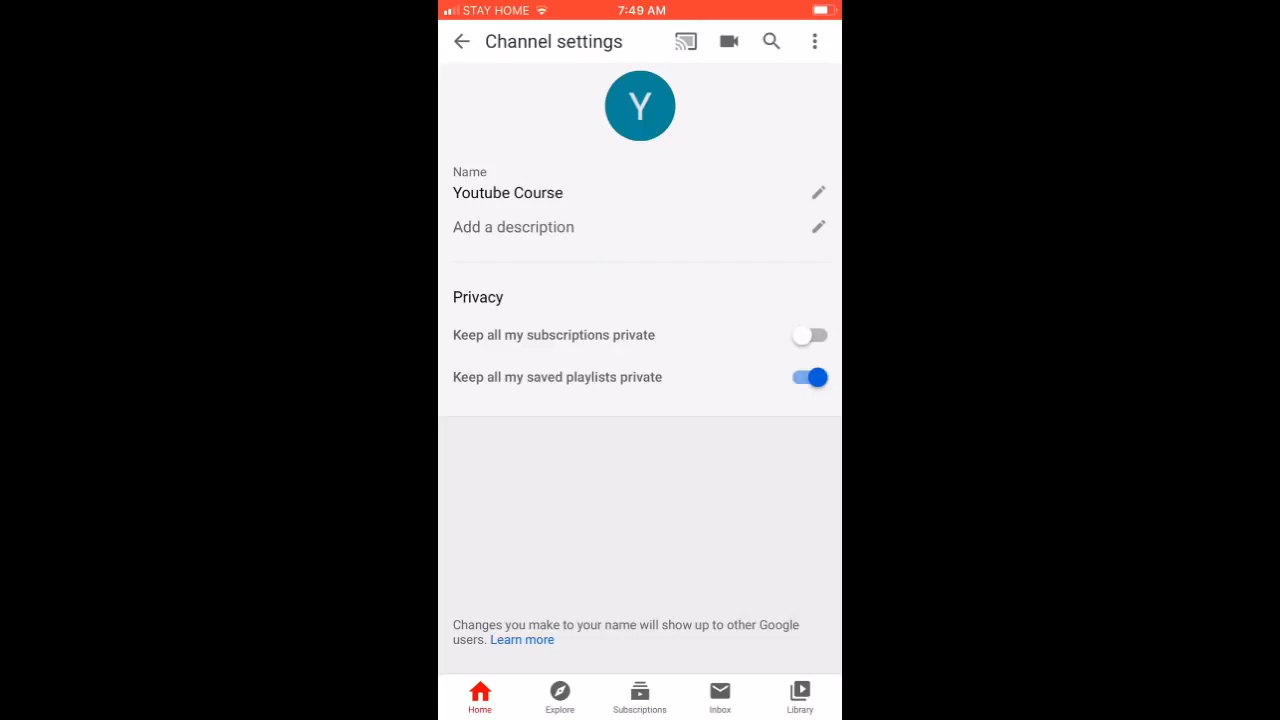 STAY HOME 7:49 AM
Channel settings
Y
Name
Youtube Course
Add a description
Privacy
Keep all my subscriptions private
Keep all my saved playlists private
Changes you make to your name will show up to other Google
users. Learn more
Home Explore Subscriptions Inbox Library